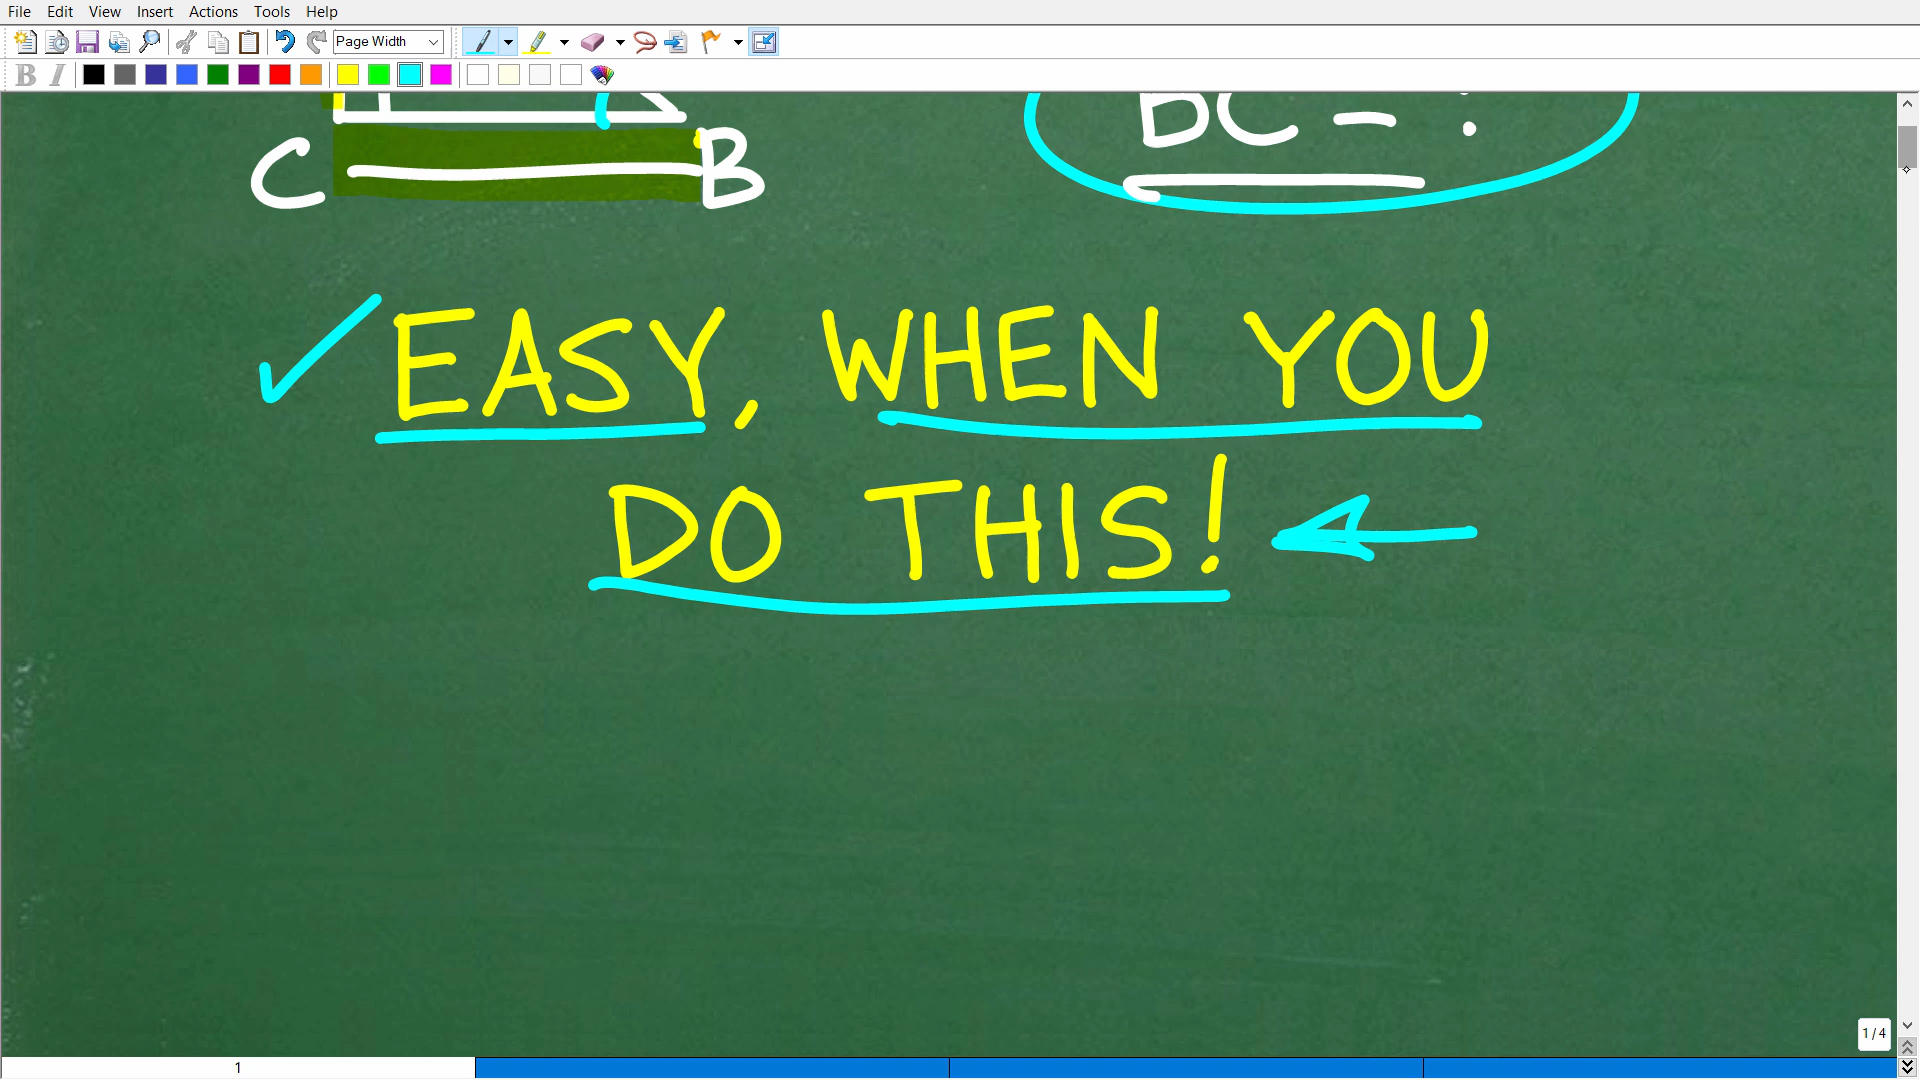 File Edit View Insert Actions Tools Help
Page Width
B I
BC = ?
C B
EASY, WHEN YOU
DO THIS!
1 / 4
1